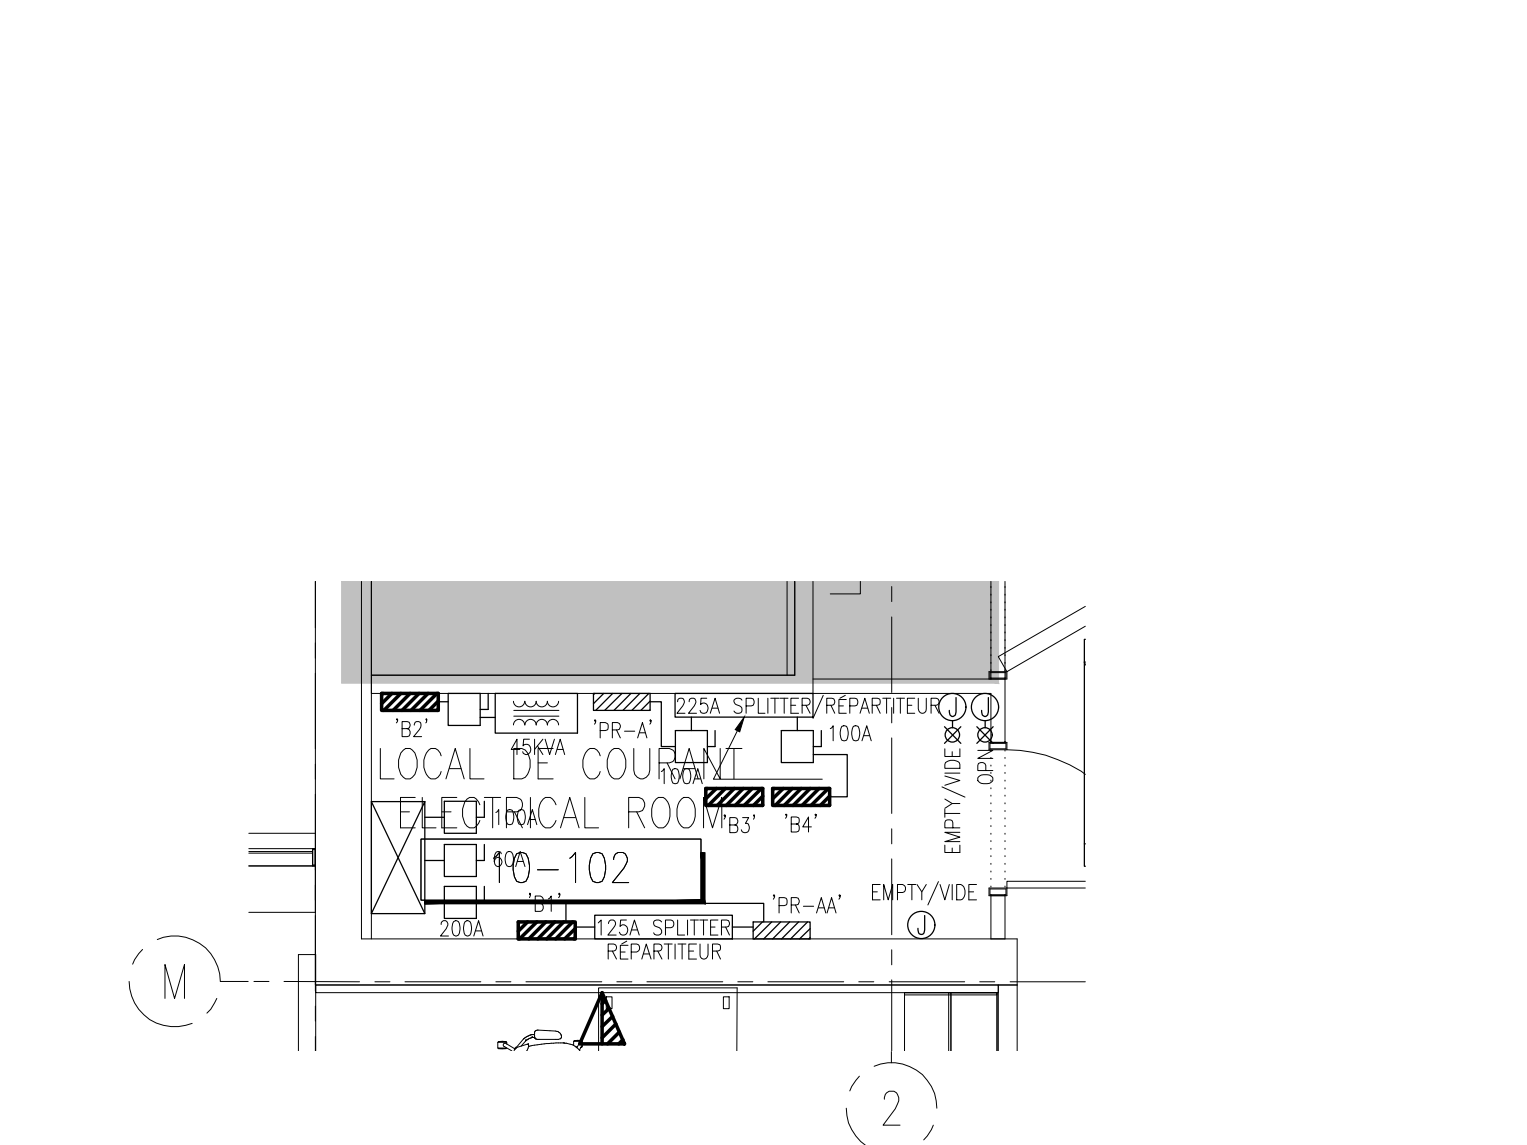 225A SPLITTER/RÉPARTITEUR
J
J
'B2'
'PR-A'
100A
45KVA
LOCAL DE COURANT
100A
EMPTY/VIDE
OPN
ELECTRICAL ROOM
100A
'B3'
'B4'
60A
10-102
EMPTY/VIDE
'B1'
'PR-AA'
200A
125A SPLITTER
RÉPARTITEUR
J
M
2